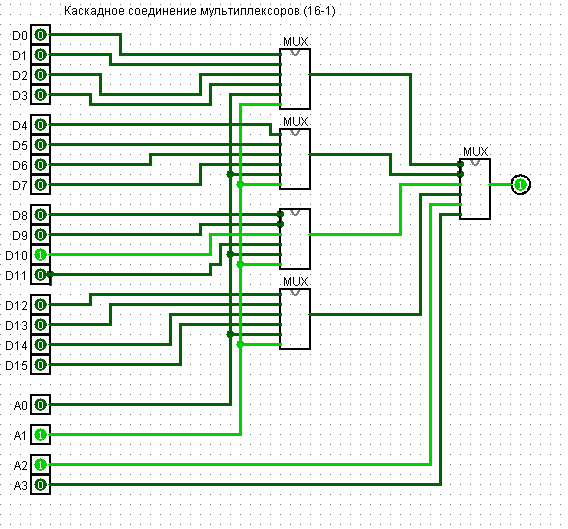 Каскадное соединение мультиплексоров (16-1)
D0 0
MUX
D1 0
D2 0
D3 0
D4 0
MUX
D5 0
D6 0
D7 0
MUX
D8 0
D9 0
D10 1
D11 0
MUX
D12 0
D13 0
D14 0
D15 0
A0 0
A1 1
A2 1
A3 0
1